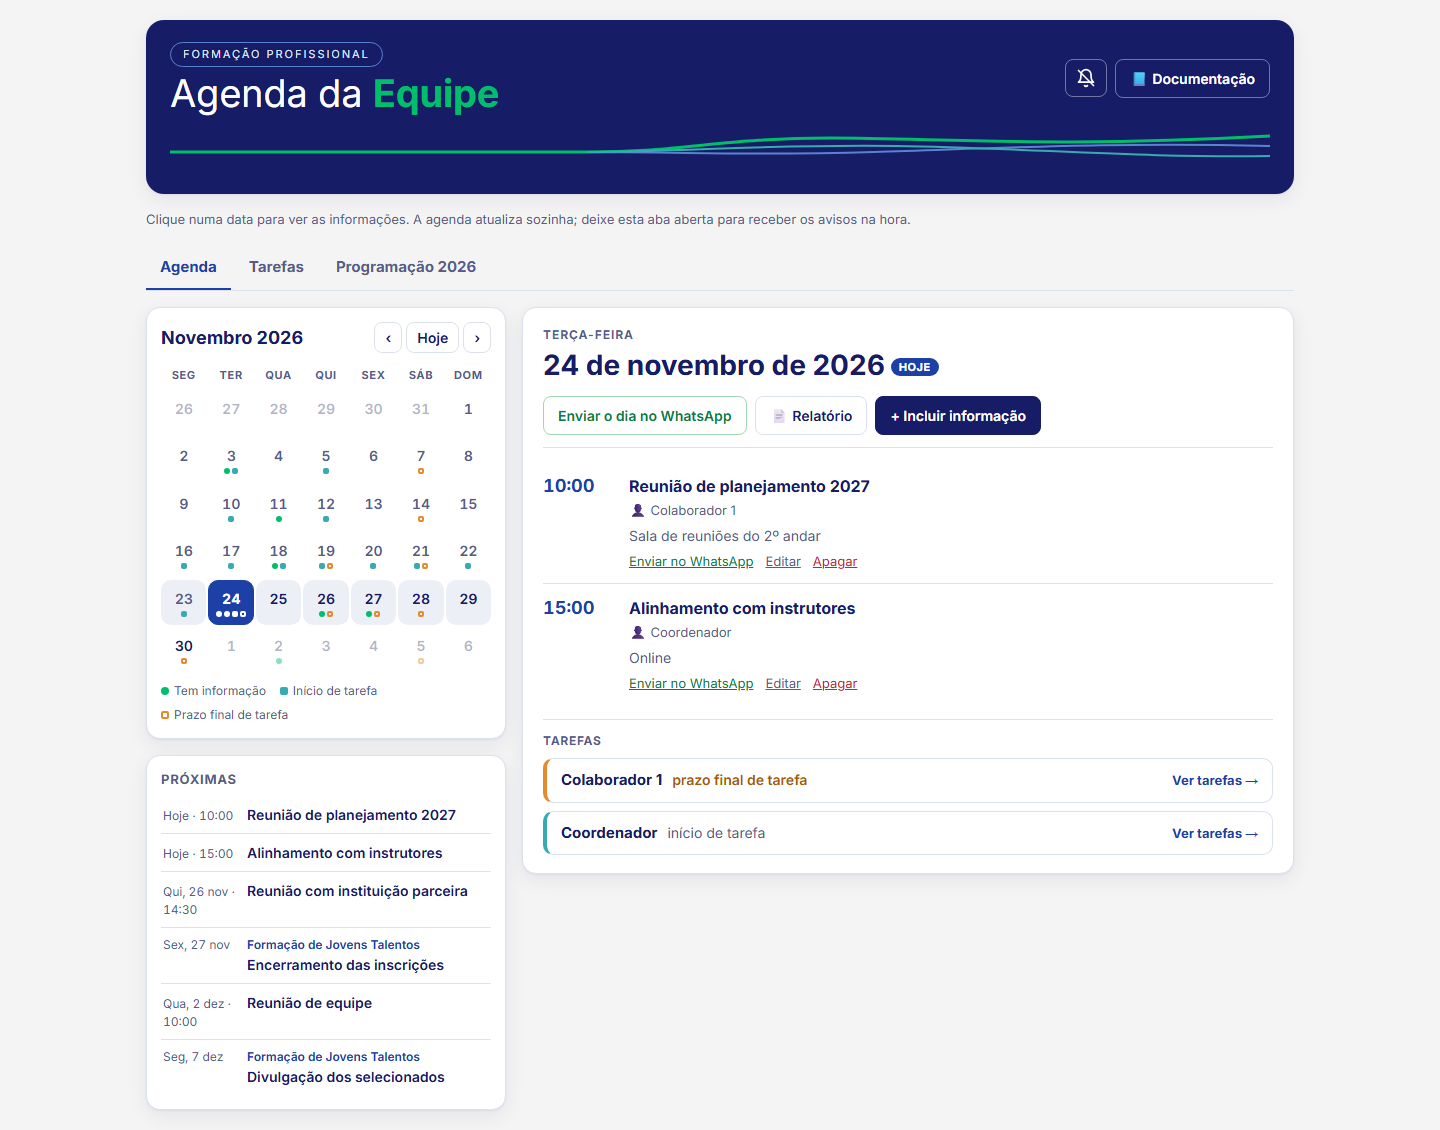 FORMAÇÃO PROFISSIONAL
Agenda da Equipe
Documentação
Clique numa data para ver as informações. A agenda atualiza sozinha; deixe esta aba aberta para receber os avisos na hora.
Agenda Tarefas Programação 2026
Novembro 2026 ‹ Hoje ›
SEG TER QUA QUI SEX SÁB DOM
26 27 28 29 30 31 1
2 3 4 5 6 7 8
9 10 11 12 13 14 15
16 17 18 19 20 21 22
23 24 25 26 27 28 29
30 1 2 3 4 5 6
Tem informação Início de tarefa
Prazo final de tarefa
PRÓXIMAS
Hoje · 10:00 Reunião de planejamento 2027
Hoje · 15:00 Alinhamento com instrutores
Qui, 26 nov · Reunião com instituição parceira
14:30
Sex, 27 nov Formação de Jovens Talentos
Encerramento das inscrições
Qua, 2 dez · Reunião de equipe
10:00
Seg, 7 dez Formação de Jovens Talentos
Divulgação dos selecionados
TERÇA-FEIRA
24 de novembro de 2026 HOJE
Enviar o dia no WhatsApp Relatório + Incluir informação
10:00 Reunião de planejamento 2027
Colaborador 1
Sala de reuniões do 2º andar
Enviar no WhatsApp Editar Apagar
15:00 Alinhamento com instrutores
Coordenador
Online
Enviar no WhatsApp Editar Apagar
TAREFAS
Colaborador 1 prazo final de tarefa Ver tarefas →
Coordenador início de tarefa Ver tarefas →